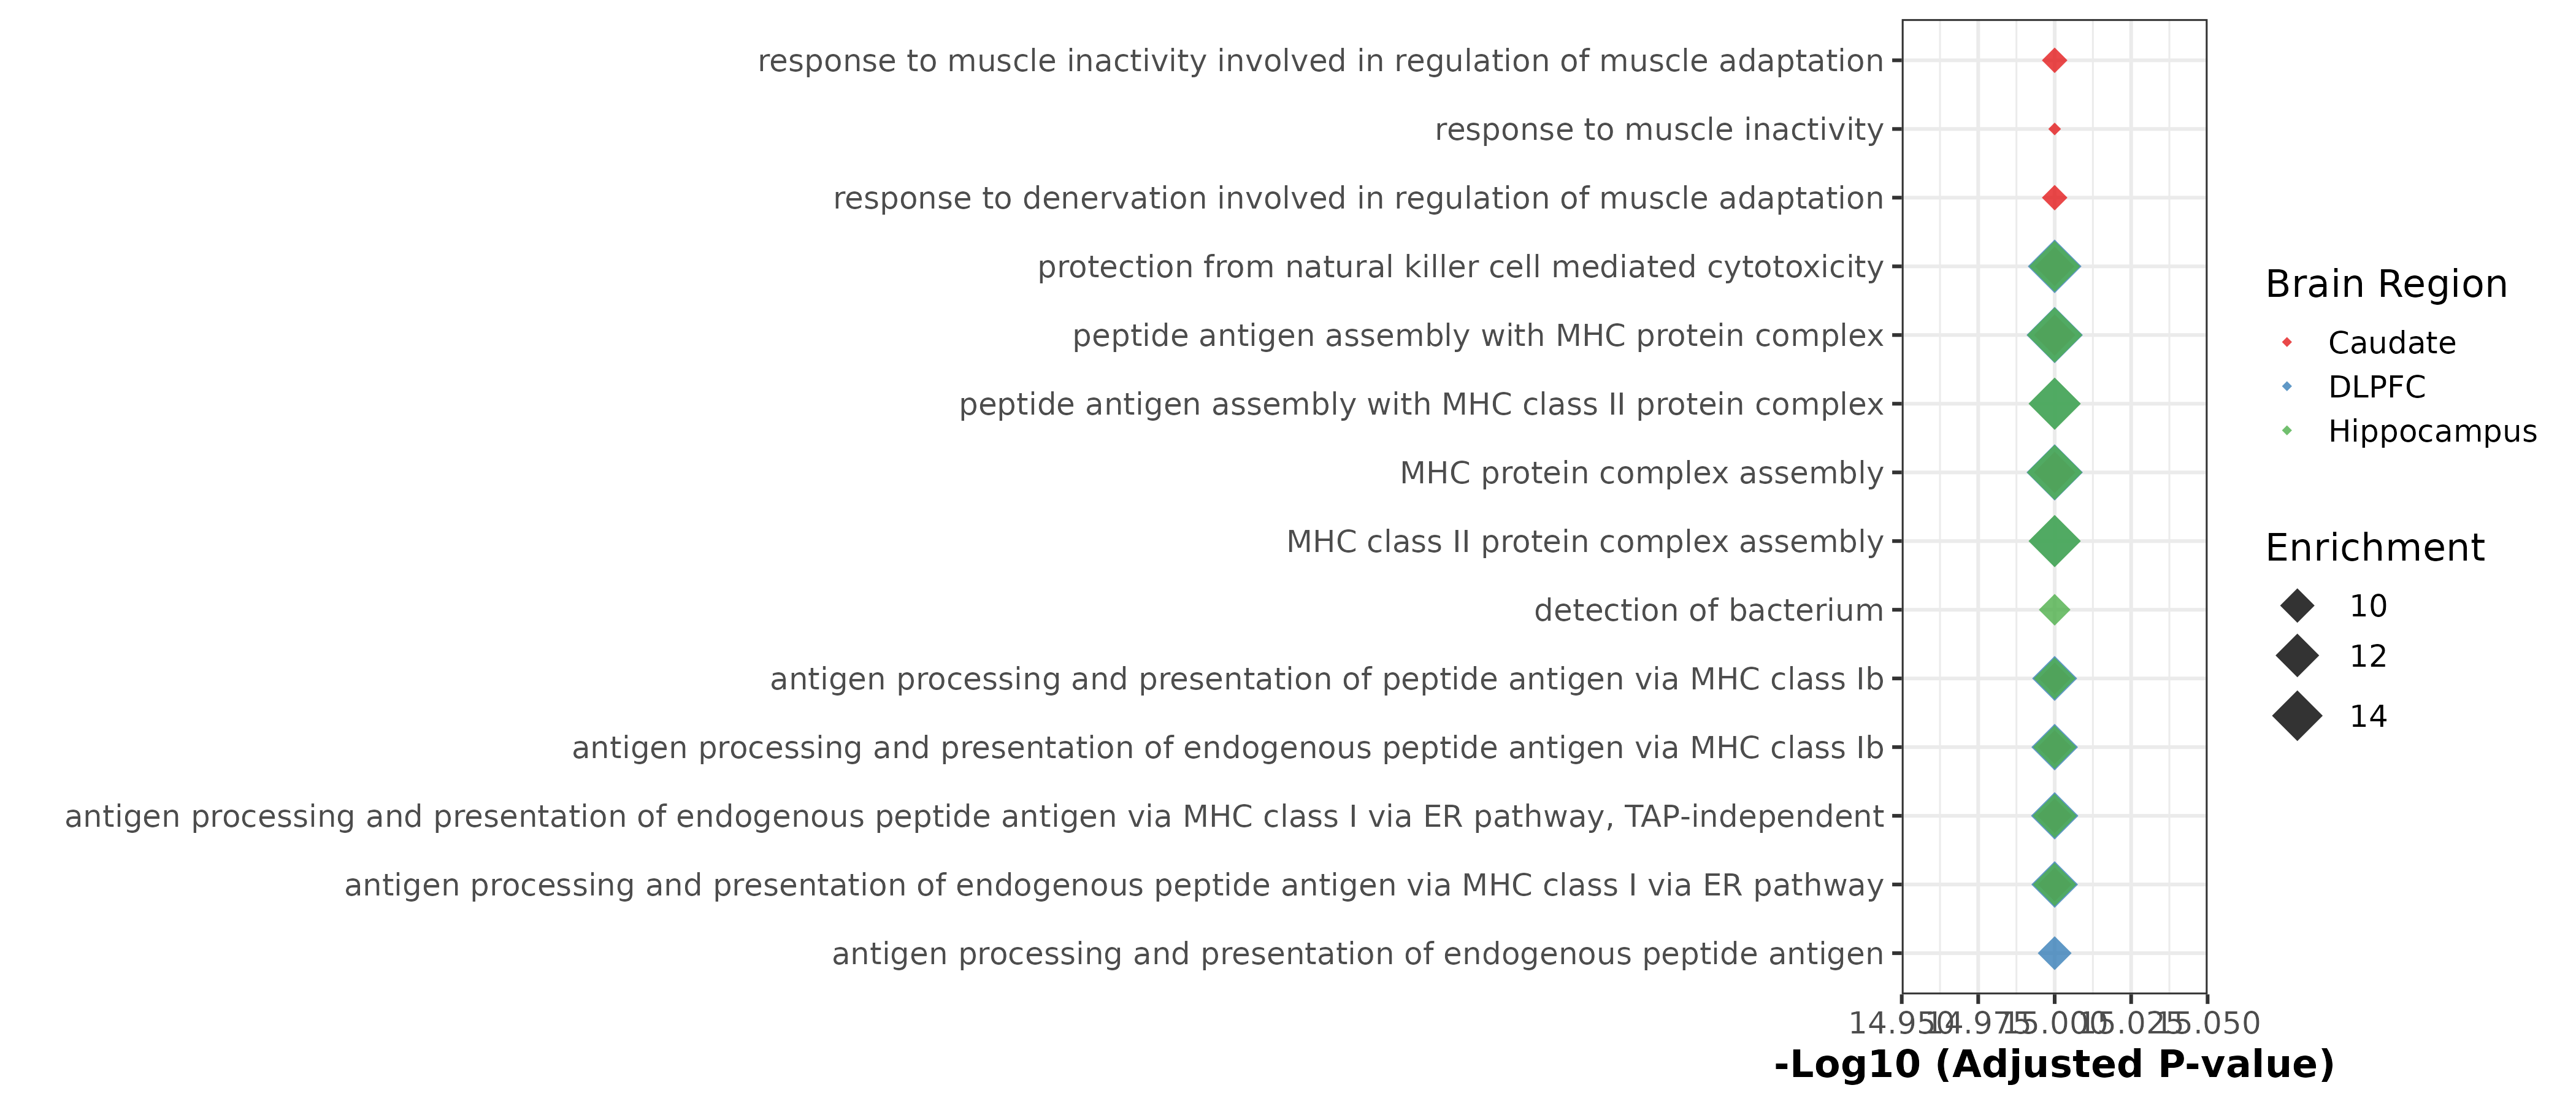 response to muscle inactivity involved in regulation of muscle adaptation
response to muscle inactivity
response to denervation involved in regulation of muscle adaptation
protection from natural killer cell mediated cytotoxicity
peptide antigen assembly with MHC protein complex
peptide antigen assembly with MHC class II protein complex
MHC protein complex assembly
MHC class II protein complex assembly
detection of bacterium
antigen processing and presentation of peptide antigen via MHC class Ib
antigen processing and presentation of endogenous peptide antigen via MHC class Ib
antigen processing and presentation of endogenous peptide antigen via MHC class I via ER pathway, TAP-independent
antigen processing and presentation of endogenous peptide antigen via MHC class I via ER pathway
antigen processing and presentation of endogenous peptide antigen
14.950 14.975 15.000 15.025 15.050
-Log10 (Adjusted P-value)
Brain Region
Caudate
DLPFC
Hippocampus
Enrichment
10
12
14